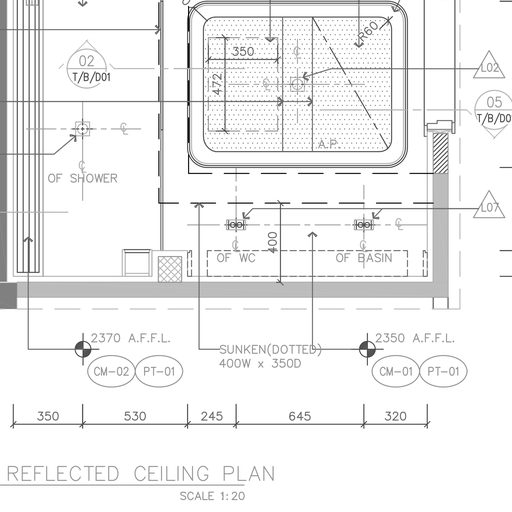 R60
350
02
T/B/D01
L02
472
05
T/B/D0
A.P.
OF SHOWER
L07
400
OF WC
OF BASIN
2370 A.F.F.L.
2350 A.F.F.L.
SUNKEN(DOTTED)
400W x 350D
CM-02
PT-01
CM-01
PT-01
350
530
245
645
320
REFLECTED CEILING PLAN
SCALE 1:20